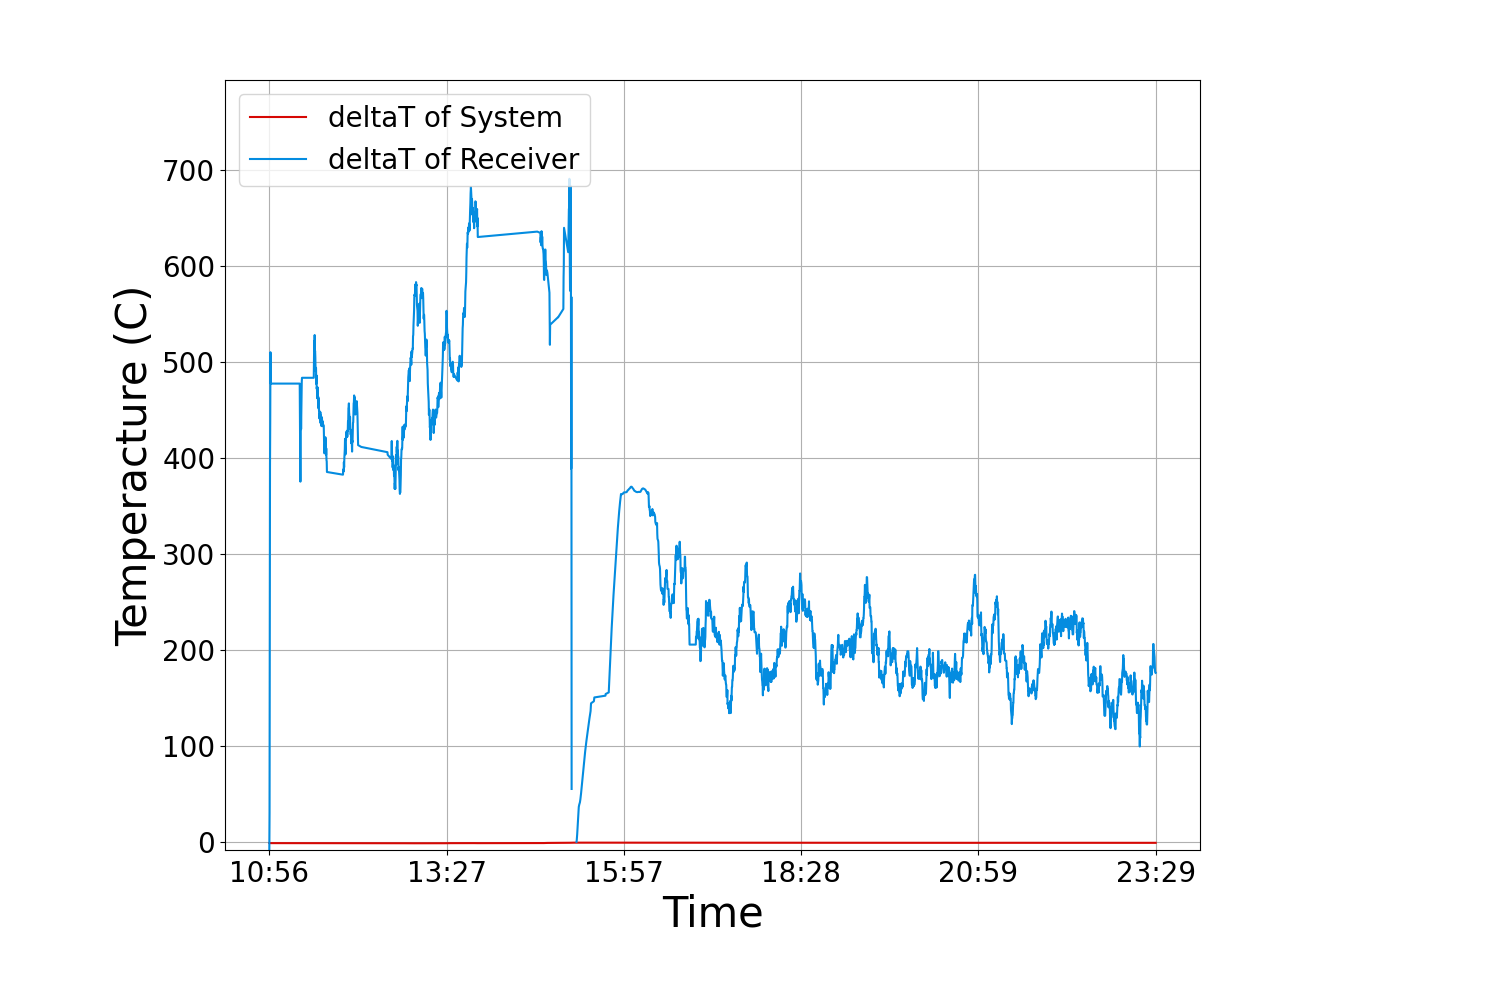 deltaT of System
deltaT of Receiver
Temperacture (C)
700
600
500
400
300
200
100
0
10:56 13:27 15:57 18:28 20:59 23:29
Time